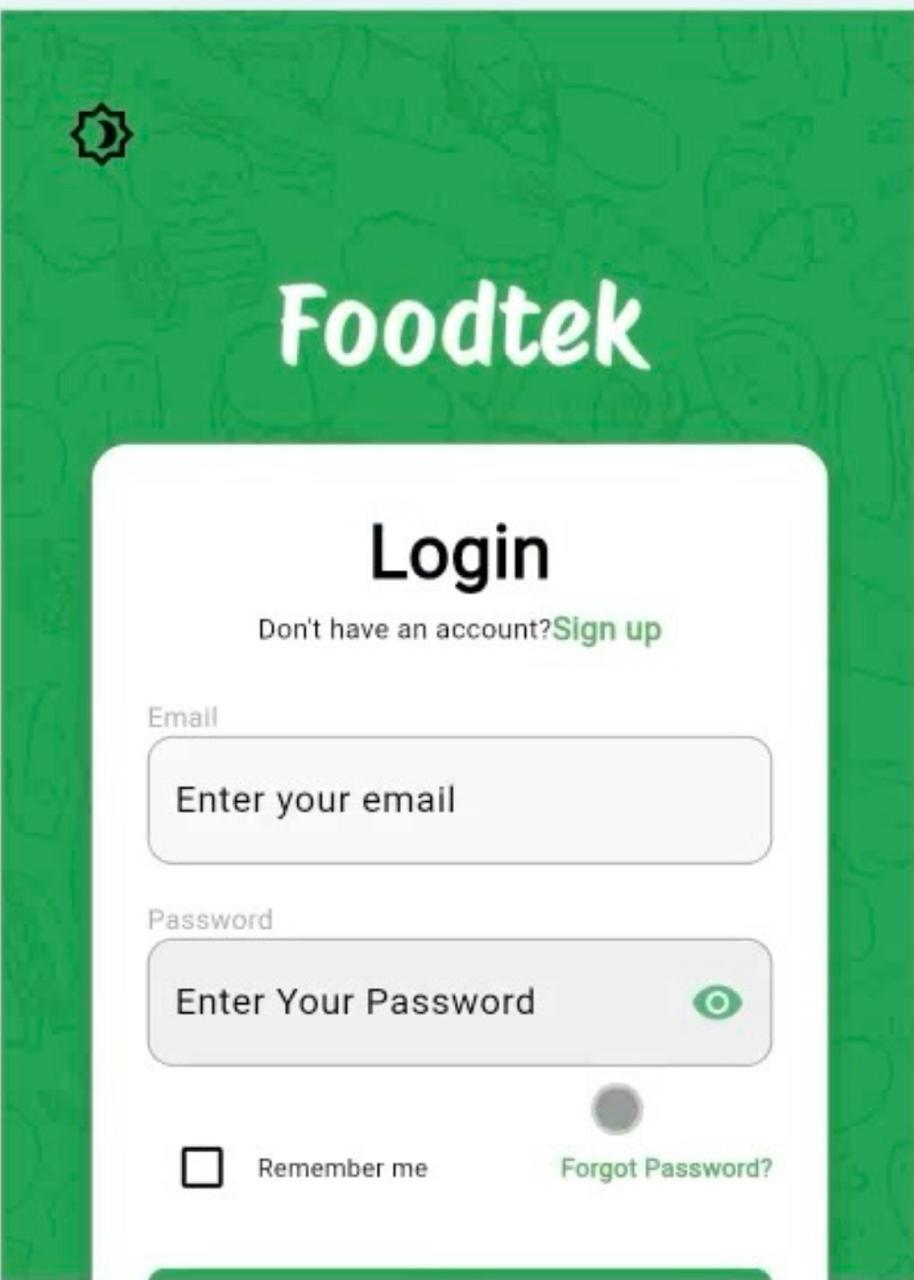 Foodtek
Login
Don't have an account?Sign up
Email
Enter your email
Password
Enter Your Password
Remember me
Forgot Password?